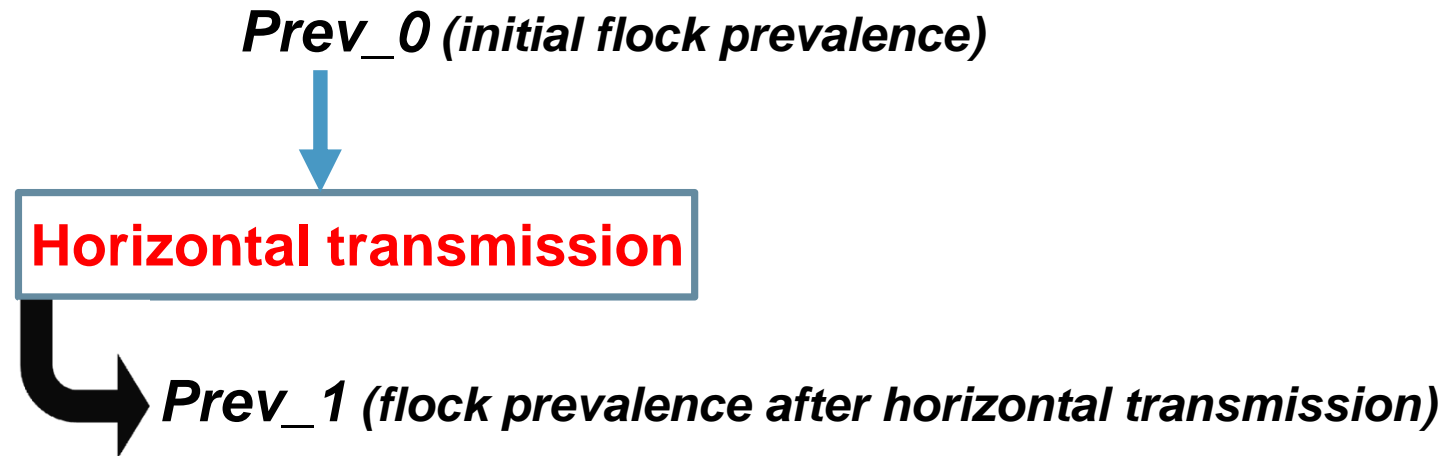 Prev_0 (initial flock prevalence)
Horizontal transmission
Prev_1 (flock prevalence after horizontal transmission)